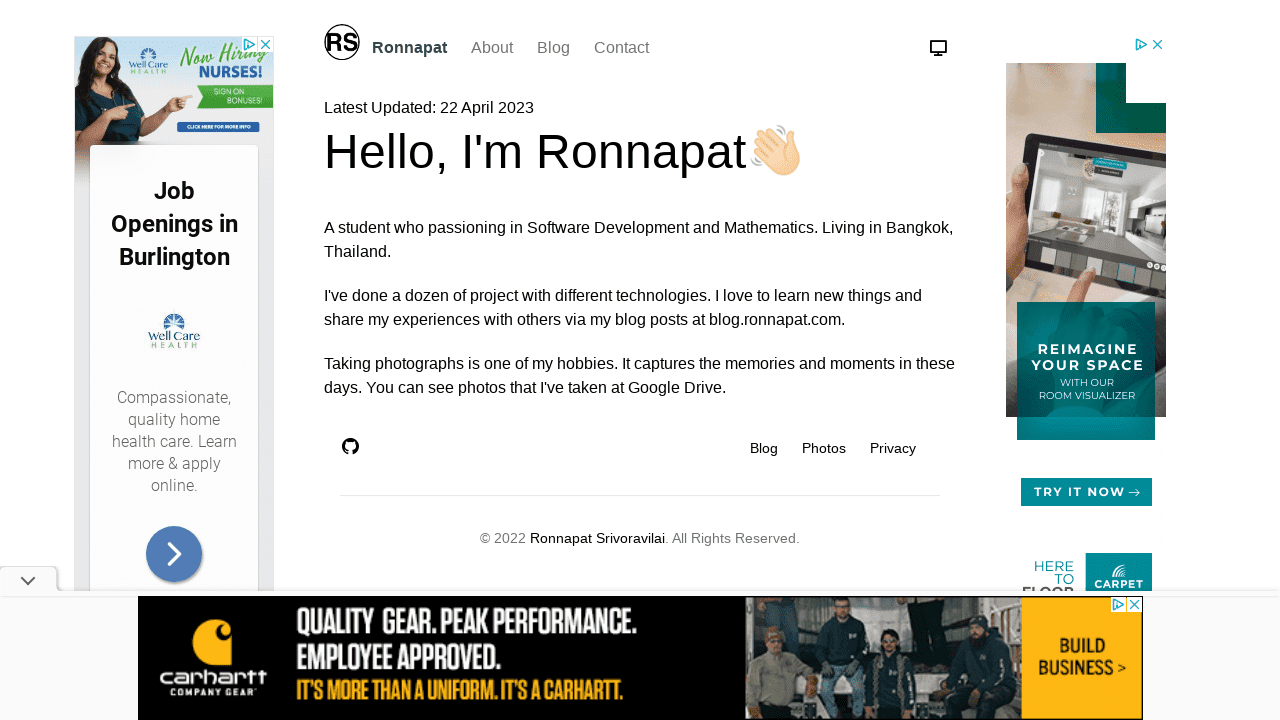 RS
Ronnapat
About
Blog
Contact
Latest Updated: 22 April 2023
Hello, I'm Ronnapat
A student who passioning in Software Development and Mathematics. Living in Bangkok,
Thailand.
I've done a dozen of project with different technologies. I love to learn new things and
share my experiences with others via my blog posts at blog.ronnapat.com.
Taking photographs is one of my hobbies. It captures the memories and moments in these
days. You can see photos that I've taken at Google Drive.
Blog
Photos
Privacy
© 2022 Ronnapat Srivoravilai. All Rights Reserved.
WELL CARE
HEALTH
Now Hiring
NURSES!
SIGN ON
BONUSES!
CLICK HERE FOR MORE INFO
Job
Openings in
Burlington
WELL CARE
HEALTH
Compassionate,
quality home
health care. Learn
more & apply
online.
REIMAGINE
YOUR SPACE
WITH OUR
ROOM VISUALIZER
TRY IT NOW
HERE
TO
FLOOR
CARPET
carhartt
COMPANY GEAR
QUALITY GEAR. PEAK PERFORMANCE.
EMPLOYEE APPROVED.
IT'S MORE THAN A UNIFORM. IT'S A CARHARTT.
BUILD
BUSINESS >